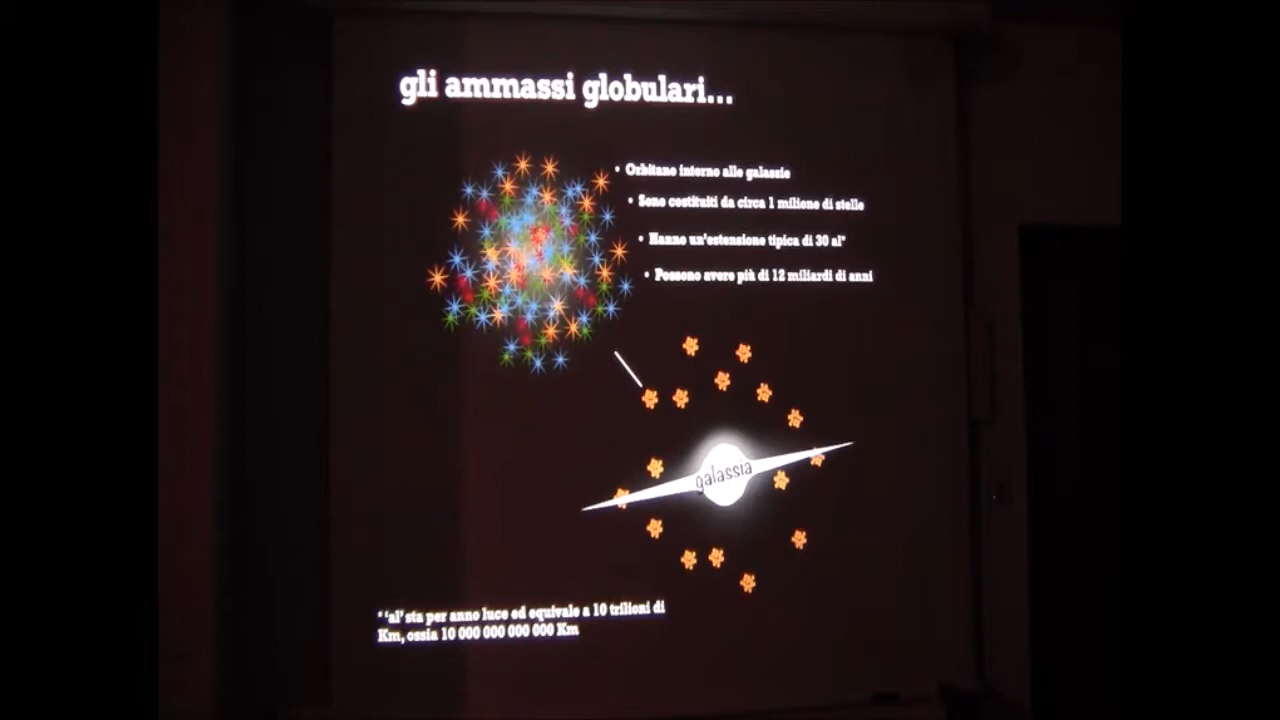 gli ammassi globulari...
• Orbitano intorno alle galassie
• Sono costituiti da circa 1 milione di stelle
• Hanno un'estensione tipica di 30 al*
• Possono avere più di 12 miliardi di anni
galassia
* 'al' sta per anno luce ed equivale a 10 trilioni di
Km, ossia 10 000 000 000 000 Km